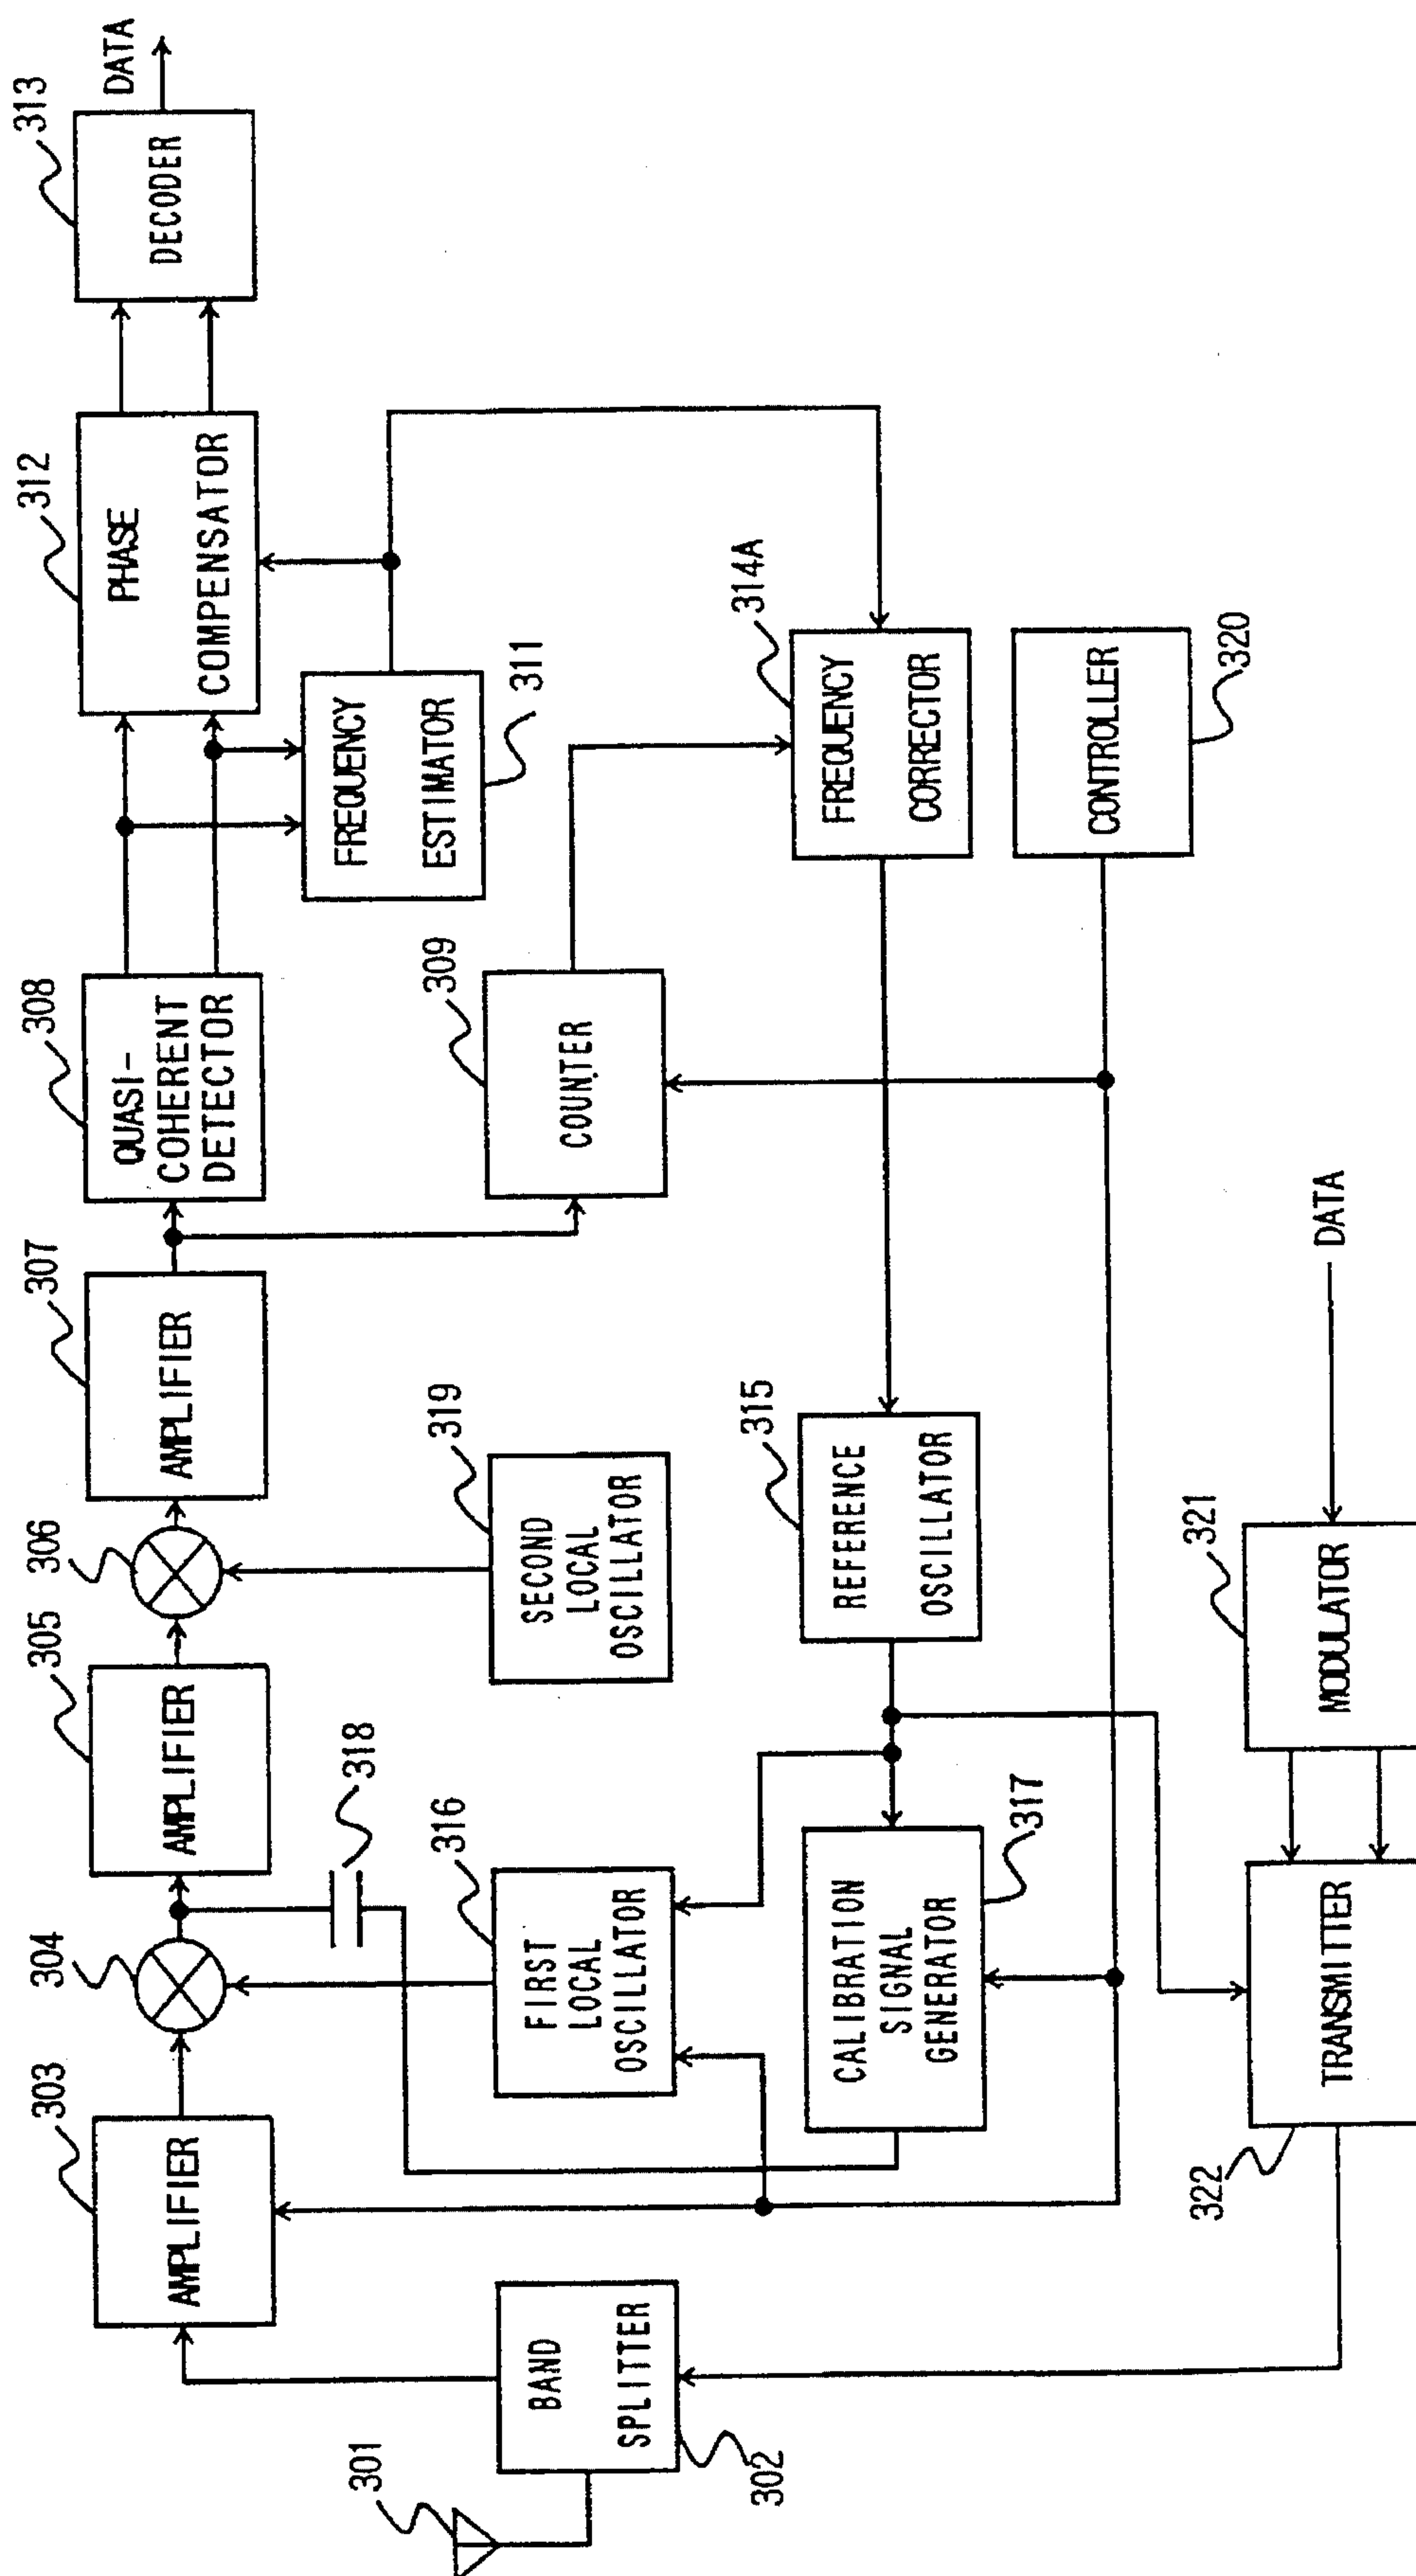 301
BAND
SPLITTER
302
303
AMPLIFIER
304
305
AMPLIFIER
306
307
AMPLIFIER
308
QUASI-
COHERENT
DETECTOR
312
PHASE
COMPENSATOR
313
DECODER
DATA
318
316
FIRST
LOCAL
OSCILLATOR
319
SECOND
LOCAL
OSCILLATOR
309
COUNTER
FREQUENCY
ESTIMATOR
311
CALIBRATION
SIGNAL
GENERATOR
317
315
REFERENCE
OSCILLATOR
314A
FREQUENCY
CORRECTOR
CONTROLLER
320
322
TRANSMITTER
321
MODULATOR
DATA